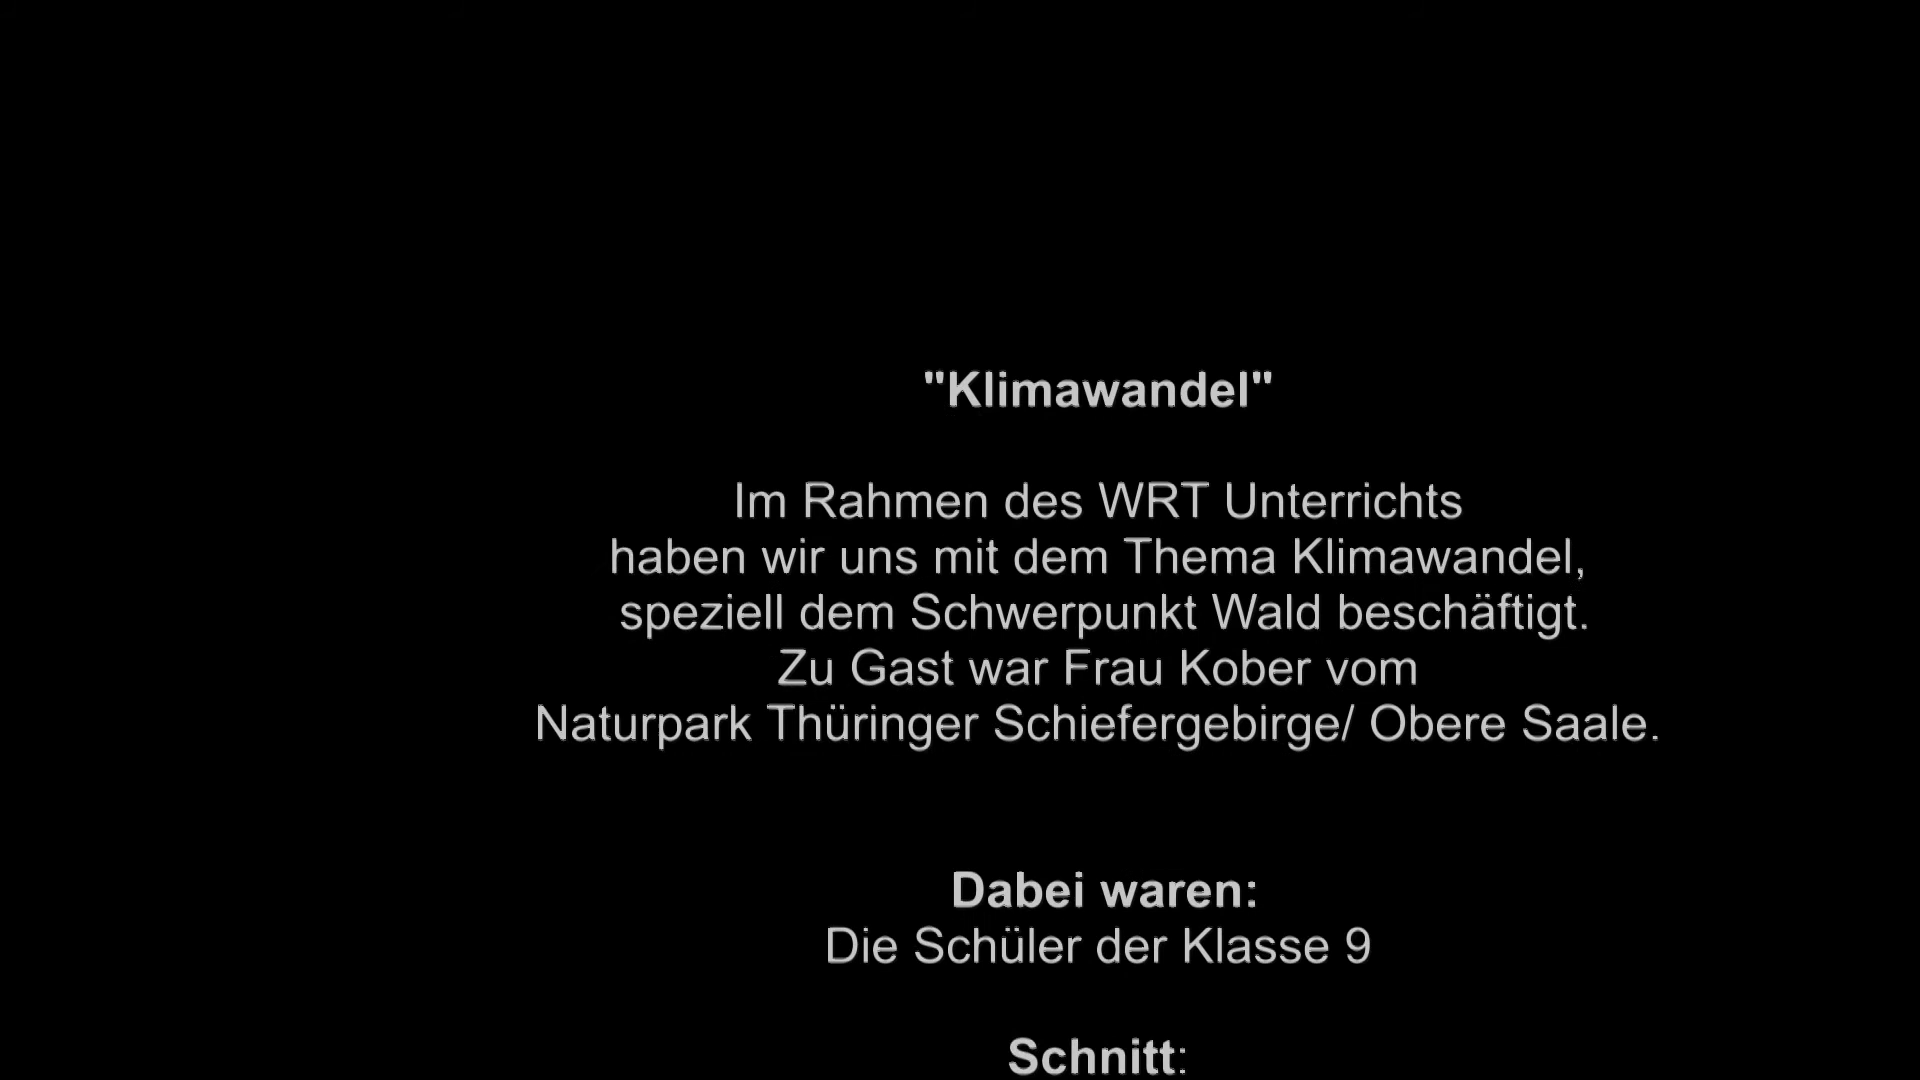 "Klimawandel"
Im Rahmen des WRT Unterrichts
haben wir uns mit dem Thema Klimawandel,
speziell dem Schwerpunkt Wald beschäftigt.
Zu Gast war Frau Kober vom
Naturpark Thüringer Schiefergebirge/ Obere Saale.
Dabei waren:
Die Schüler der Klasse 9
Schnitt: